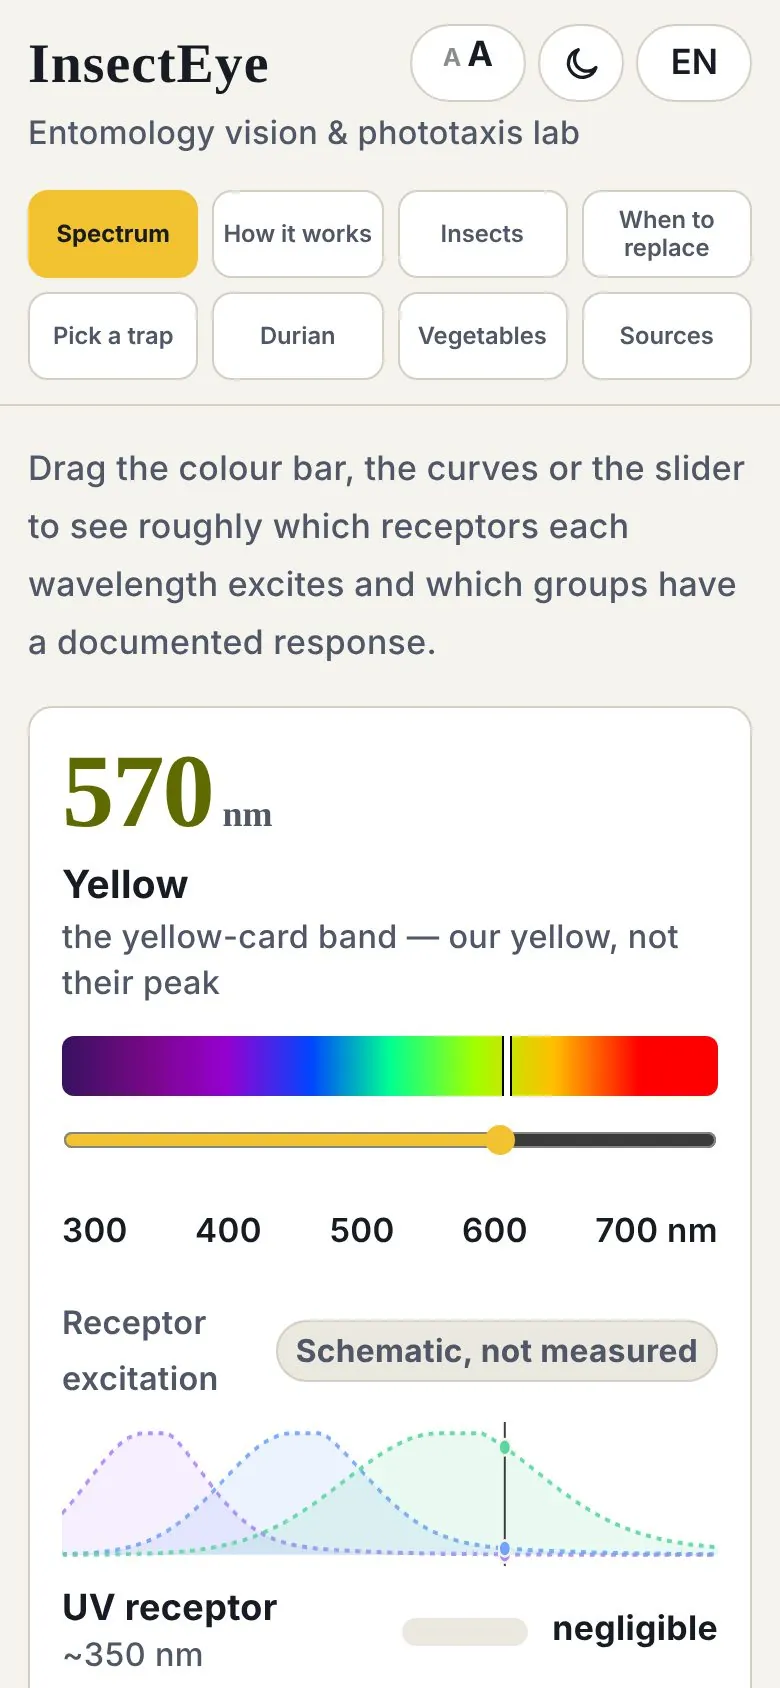 InsectEye
A A
EN
Entomology vision & phototaxis lab
Spectrum
How it works
Insects
When to
replace
Pick a trap
Durian
Vegetables
Sources
Drag the colour bar, the curves or the slider
to see roughly which receptors each
wavelength excites and which groups have
a documented response.
570 nm
Yellow
the yellow-card band — our yellow, not
their peak
300 400 500 600 700 nm
Receptor
excitation
Schematic, not measured
UV receptor
~350 nm
negligible